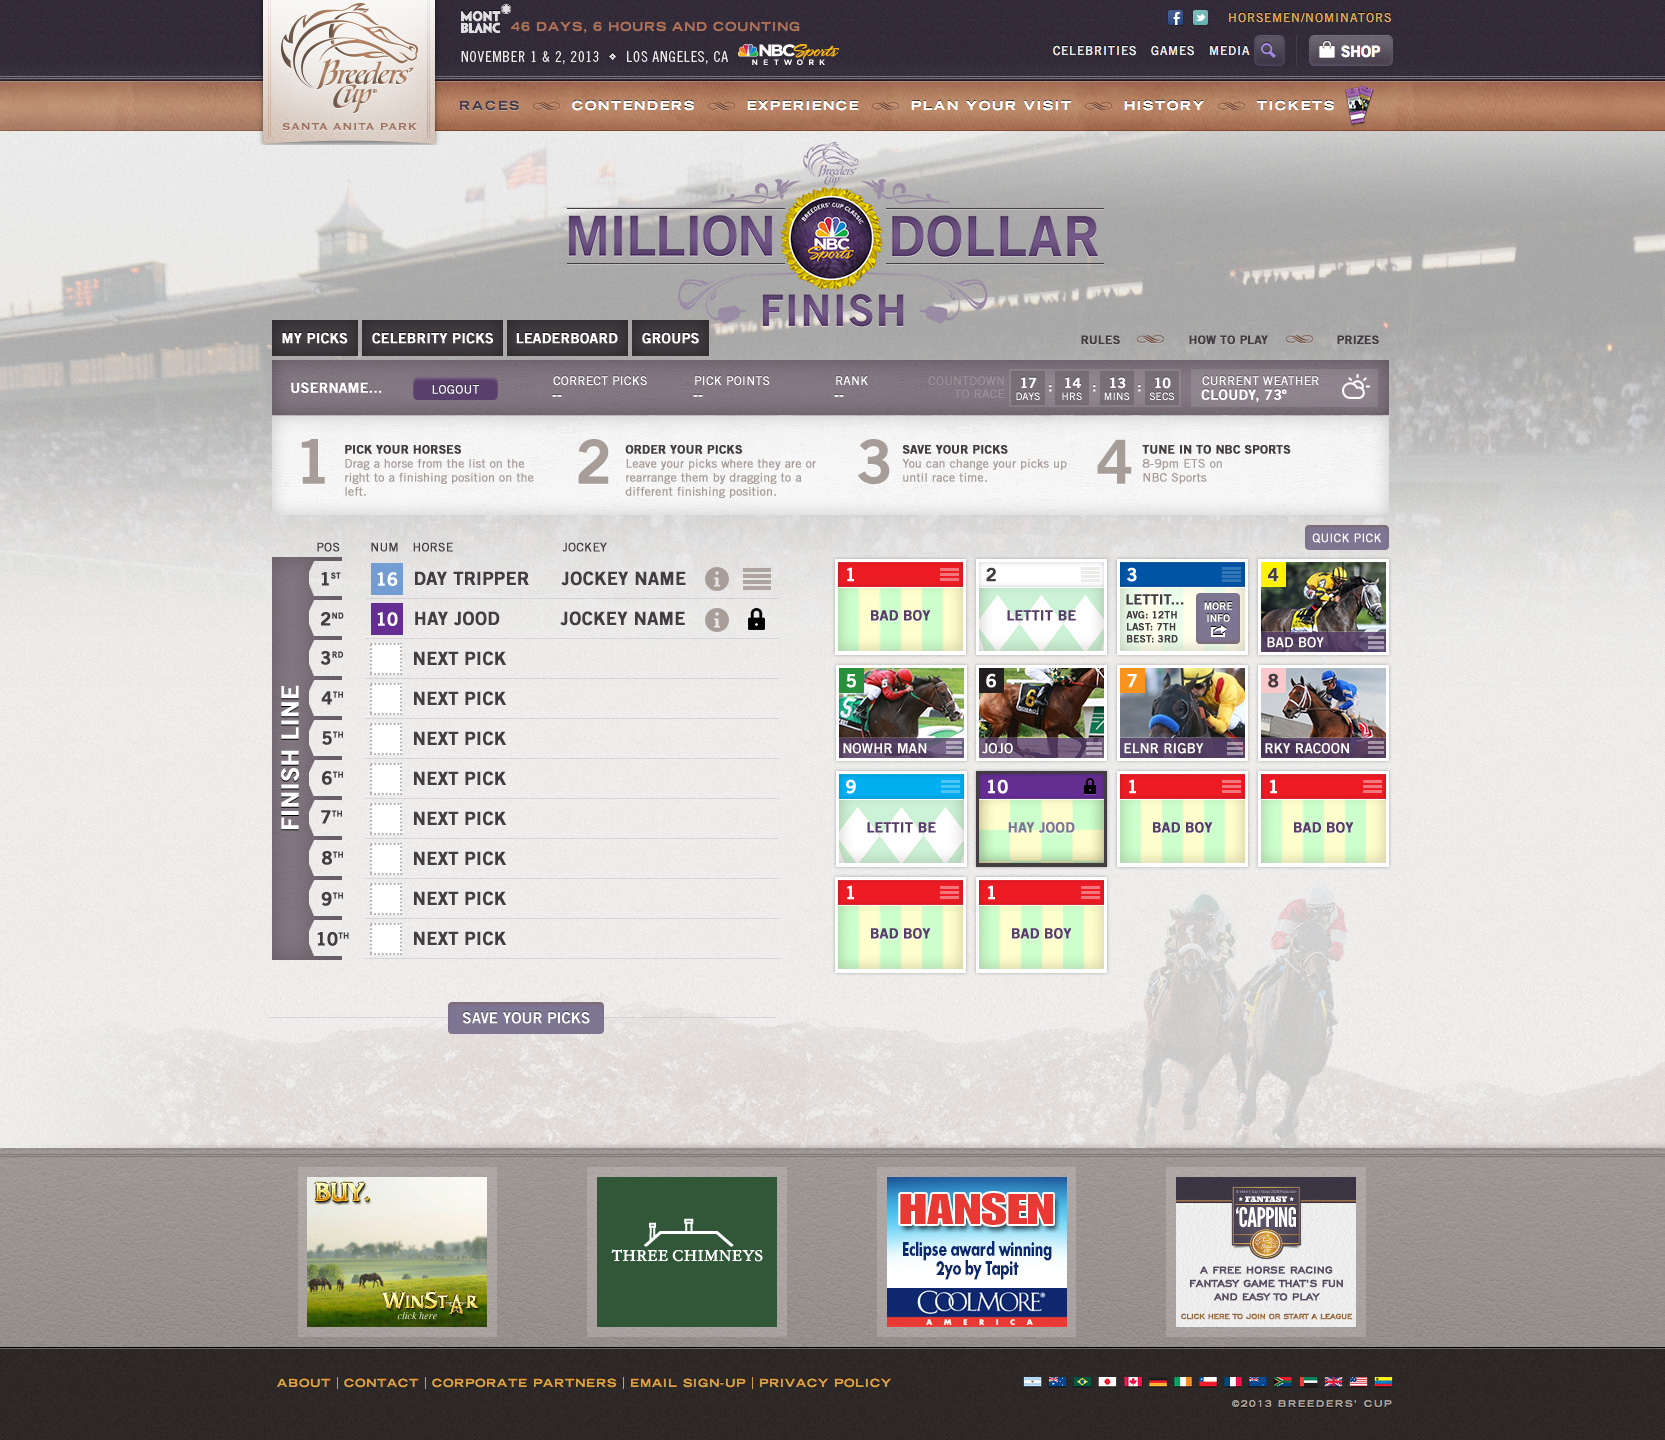 MONT
BLANC
46 DAYS, 6 HOURS AND COUNTING
NOVEMBER 1 & 2, 2013 LOS ANGELES, CA
NBC Sports
NETWORK
HORSEMEN/NOMINATORS
CELEBRITIES GAMES MEDIA SHOP
Breeders'
Cup
SANTA ANITA PARK
RACES CONTENDERS EXPERIENCE PLAN YOUR VISIT HISTORY TICKETS
Breeders'
Cup
BREEDERS' CUP CLASSIC
MILLION DOLLAR
NBC
Sports
FINISH
MY PICKS CELEBRITY PICKS LEADERBOARD GROUPS
RULES HOW TO PLAY PRIZES
USERNAME... LOGOUT
CORRECT PICKS
--
PICK POINTS
--
RANK
--
COUNTDOWN
TO RACE
17 : 14 : 13 : 10
DAYS HRS MINS SECS
CURRENT WEATHER
CLOUDY, 73°
1
PICK YOUR HORSES
Drag a horse from the list on the
right to a finishing position on the
left.
2
ORDER YOUR PICKS
Leave your picks where they are or
rearrange them by dragging to a
different finishing position.
3
SAVE YOUR PICKS
You can change your picks up
until race time.
4
TUNE IN TO NBC SPORTS
8-9pm ETS on
NBC Sports
QUICK PICK
POS NUM HORSE JOCKEY
FINISH LINE
1ST 16 DAY TRIPPER JOCKEY NAME i
2ND 10 HAY JOOD JOCKEY NAME i
3RD NEXT PICK
4TH NEXT PICK
5TH NEXT PICK
6TH NEXT PICK
7TH NEXT PICK
8TH NEXT PICK
9TH NEXT PICK
10TH NEXT PICK
SAVE YOUR PICKS
1
BAD BOY
2
LETTIT BE
3
LETTIT...
AVG: 12TH
LAST: 7TH
BEST: 3RD
MORE
INFO
4
BAD BOY
5
NOWHR MAN
6
6
JOJO
7
ELNR RIGBY
8
RKY RACOON
9
LETTIT BE
10
HAY JOOD
1
BAD BOY
1
BAD BOY
1
BAD BOY
1
BAD BOY
BUY.
WINSTAR
click here
THREE CHIMNEYS
HANSEN
Eclipse award winning
2yo by Tapit
COOLMORE®
AMERICA
FANTASY
'CAPPING
A FREE HORSE RACING
FANTASY GAME THAT'S FUN
AND EASY TO PLAY
CLICK HERE TO JOIN OR START A LEAGUE
ABOUT | CONTACT | CORPORATE PARTNERS | EMAIL SIGN-UP | PRIVACY POLICY
©2013 BREEDERS' CUP